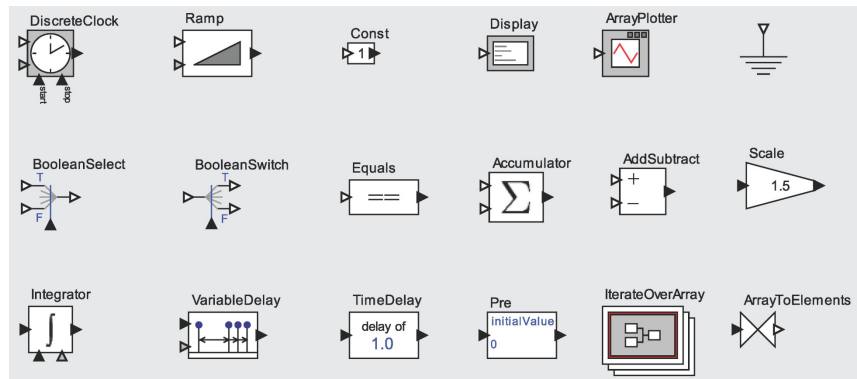 DiscreteClock
start
stop
Ramp
Const
1
Display
ArrayPlotter
BooleanSelect
T
F
BooleanSwitch
T
F
Equals
==
Accumulator
Σ
AddSubtract
+
−
Scale
1.5
Integrator
∫
VariableDelay
TimeDelay
delay of
1.0
Pre
initialValue
0
IterateOverArray
ArrayToElements